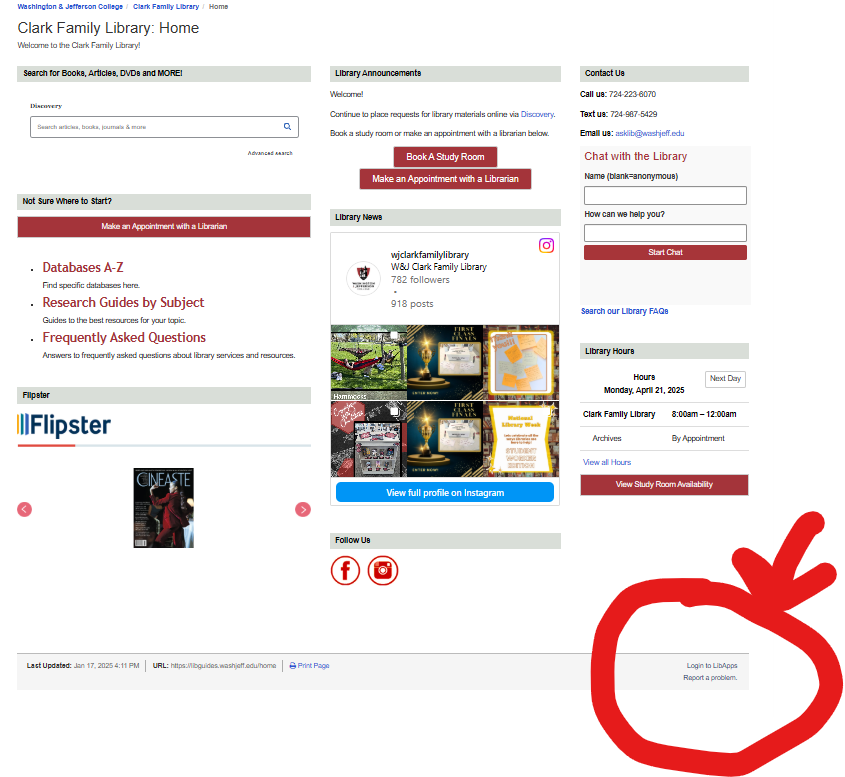 Washington & Jefferson College / Clark Family Library / Home
Clark Family Library: Home
Welcome to the Clark Family Library!
Search for Books, Articles, DVDs and MORE!
Discovery
Search articles, books, journals & more
Advanced search
Not Sure Where to Start?
Make an Appointment with a Librarian
Databases A-Z
Find specific databases here.
Research Guides by Subject
Guides to the best resources for your topic.
Frequently Asked Questions
Answers to frequently asked questions about library services and resources.
Flipster
Flipster
CINEASTE
Library Announcements
Welcome!
Continue to place requests for library materials online via Discovery.
Book a study room or make an appointment with a librarian below.
Book A Study Room
Make an Appointment with a Librarian
Library News
wjclarkfamilylibrary
W&J Clark Family Library
782 followers
-
918 posts
Hammocks
FIRST
CLASS
FINALS
ENTER NOW!
FIRST
CLASS
FINALS
ENTER NOW!
National
Library Week
STUDENT
WORKER
EDITION
View full profile on Instagram
Follow Us
Contact Us
Call us: 724-223-6070
Text us: 724-987-5429
Email us: asklib@washjeff.edu
Chat with the Library
Name (blank=anonymous)
How can we help you?
Start Chat
Search our Library FAQs
Library Hours
Hours
Monday, April 21, 2025
Next Day
Clark Family Library 8:00am – 12:00am
Archives By Appointment
View all Hours
View Study Room Availability
Last Updated: Jan 17, 2025 4:11 PM
URL: https://libguides.washjeff.edu/home
Print Page
Login to LibApps
Report a problem.